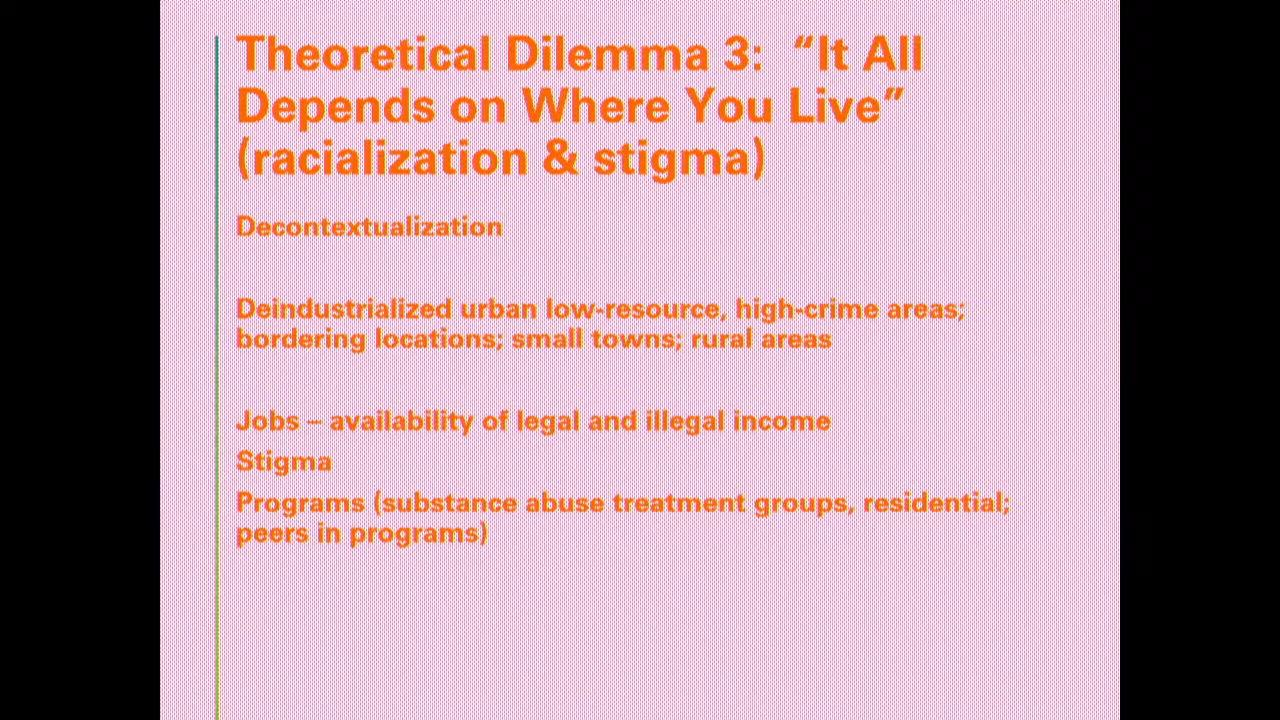 Theoretical Dilemma 3:  “It All
Depends on Where You Live”
(racialization & stigma)
Decontextualization
Deindustrialized urban low-resource, high-crime areas;
bordering locations; small towns; rural areas
Jobs – availability of legal and illegal income
Stigma
Programs (substance abuse treatment groups, residential;
peers in programs)